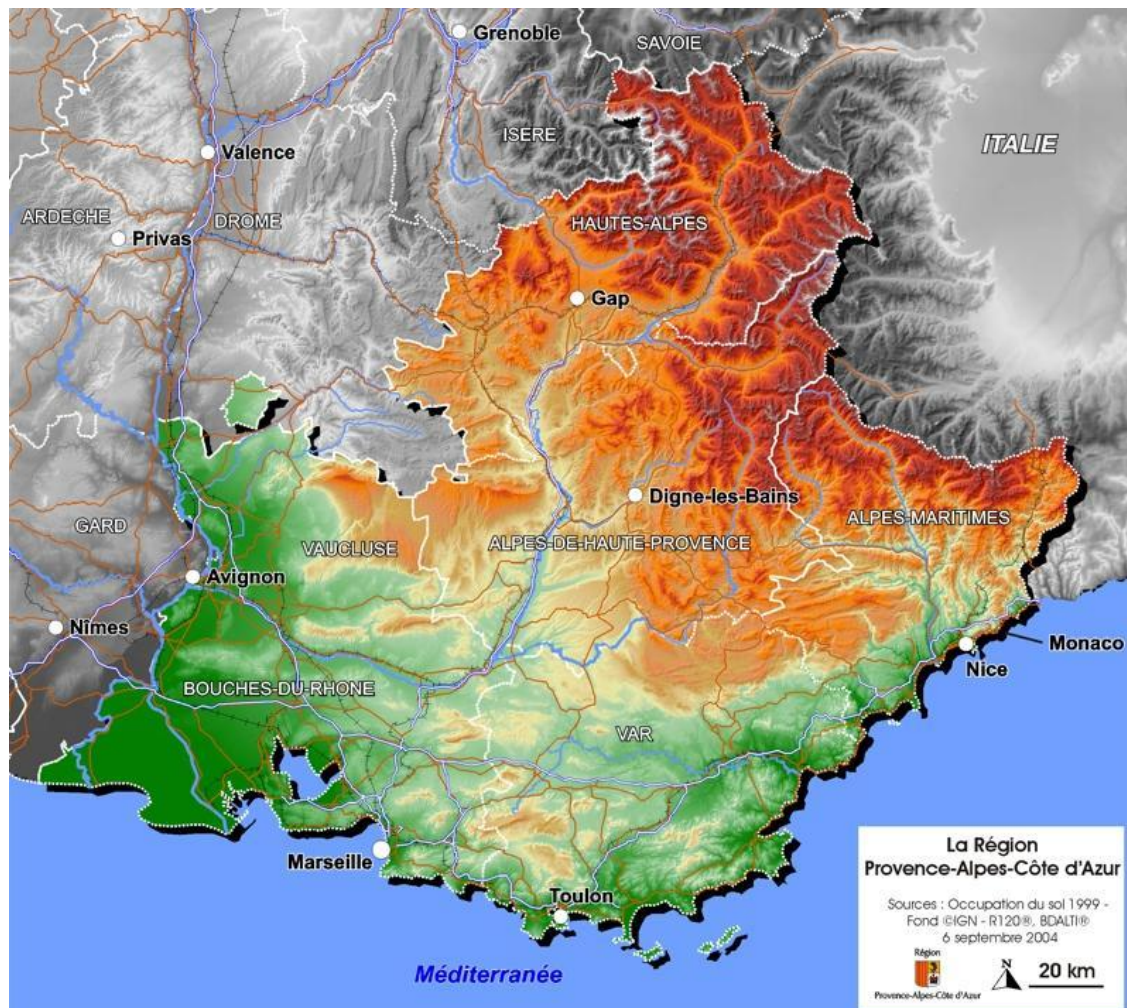 Grenoble
SAVOIE
ISERE
ITALIE
Valence
ARDECHE
DROME
HAUTES-ALPES
Privas
Gap
Digne-les-Bains
ALPES-MARITIMES
GARD
VAUCLUSE
ALPES-DE-HAUTE-PROVENCE
Avignon
Nîmes
Monaco
Nice
BOUCHES-DU-RHONE
VAR
Marseille
Toulon
Méditerranée
La Région
Provence-Alpes-Côte d'Azur
Sources : Occupation du sol 1999 -
Fond ©IGN - R120®, BDALTI®
6 septembre 2004
Région
Provence-Alpes-Côte d'Azur
N
20 km